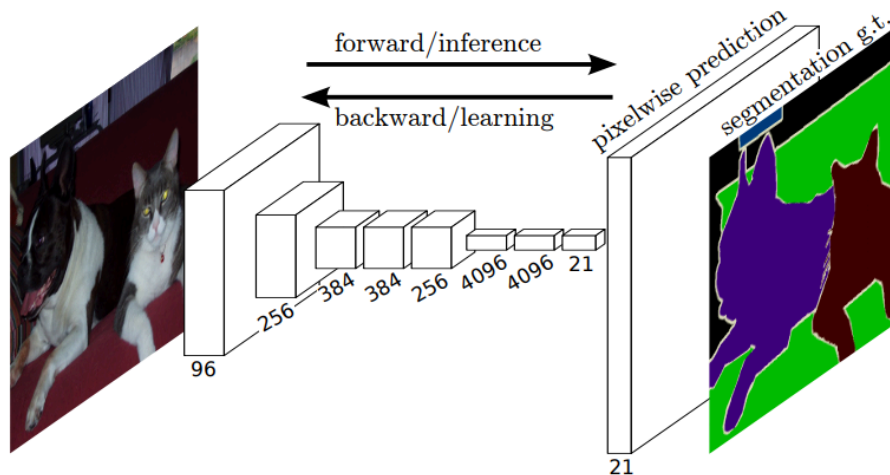 forward/inference
backward/learning
pixelwise prediction
segmentation g.t.
96
256
384
384
256
4096
4096
21
21